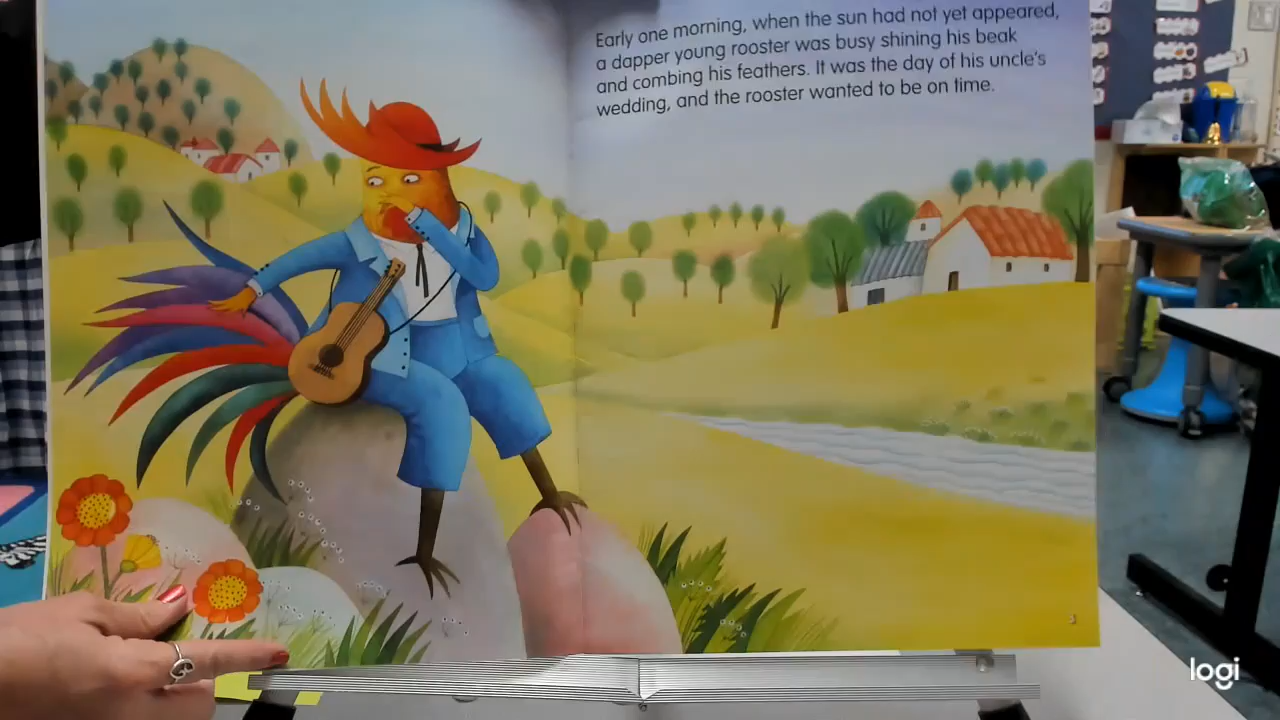 Early one morning, when the sun had not yet appeared,
a dapper young rooster was busy shining his beak
and combing his feathers. It was the day of his uncle's
wedding, and the rooster wanted to be on time.
3
logi